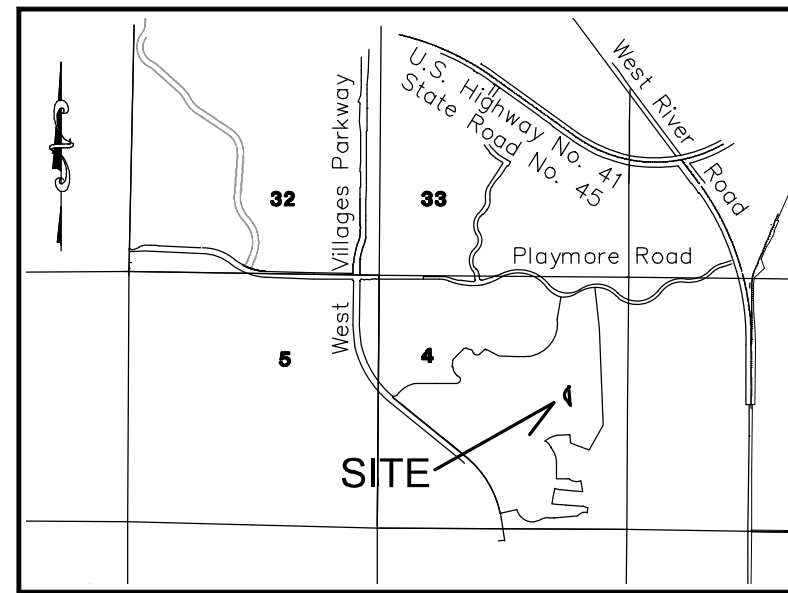 U.S. Highway No. 41
State Road No. 45
West River Road
West Villages Parkway
32
33
Playmore Road
5
4
SITE